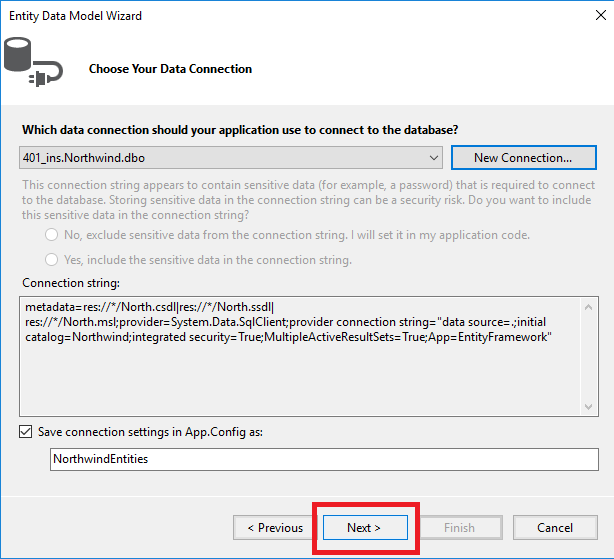 Entity Data Model Wizard
Choose Your Data Connection
Which data connection should your application use to connect to the database?
401_ins.Northwind.dbo
New Connection...
This connection string appears to contain sensitive data (for example, a password) that is required to connect
to the database. Storing sensitive data in the connection string can be a security risk. Do you want to include
this sensitive data in the connection string?
No, exclude sensitive data from the connection string. I will set it in my application code.
Yes, include the sensitive data in the connection string.
Connection string:
metadata=res://*/North.csdl|res://*/North.ssdl|
res://*/North.msl;provider=System.Data.SqlClient;provider connection string="data source=.;initial
catalog=Northwind;integrated security=True;MultipleActiveResultSets=True;App=EntityFramework"
Save connection settings in App.Config as:
NorthwindEntities
< Previous
Next >
Finish
Cancel